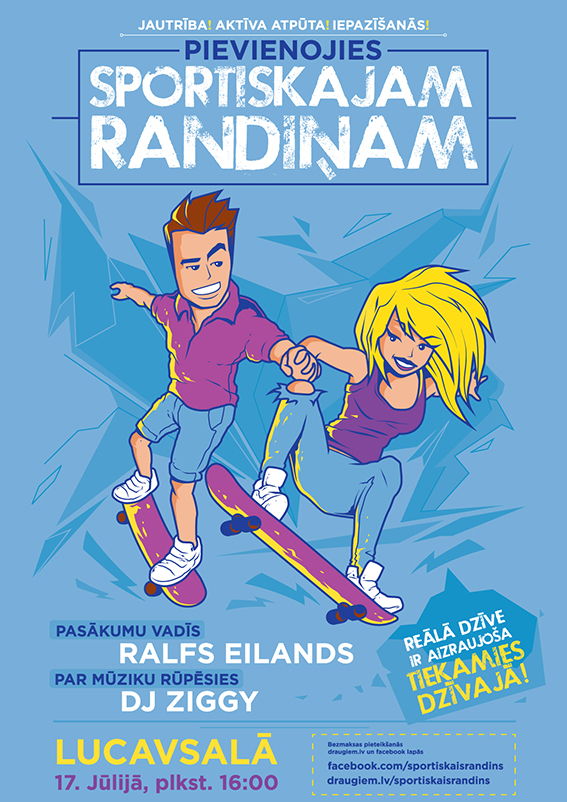 JAUTRĪBA! AKTĪVA ATPŪTA! IEPAZĪŠANĀS!
PIEVIENOJIES
SPORTISKAJAM
RANDIŅAM
PASĀKUMU VADĪS
RALFS EILANDS
PAR MŪZIKU RŪPĒSIES
DJ ZIGGY
REĀLĀ DZĪVE
IR AIZRAUJOŠA
TIEKAMIES
DZĪVAJĀ!
LUCAVSALĀ
17. Jūlijā, plkst. 16:00
Bezmaksas pieteikšanās
draugiem.lv un facebook lapās
facebook.com/sportiskaisrandins
draugiem.lv/sportiskaisrandins